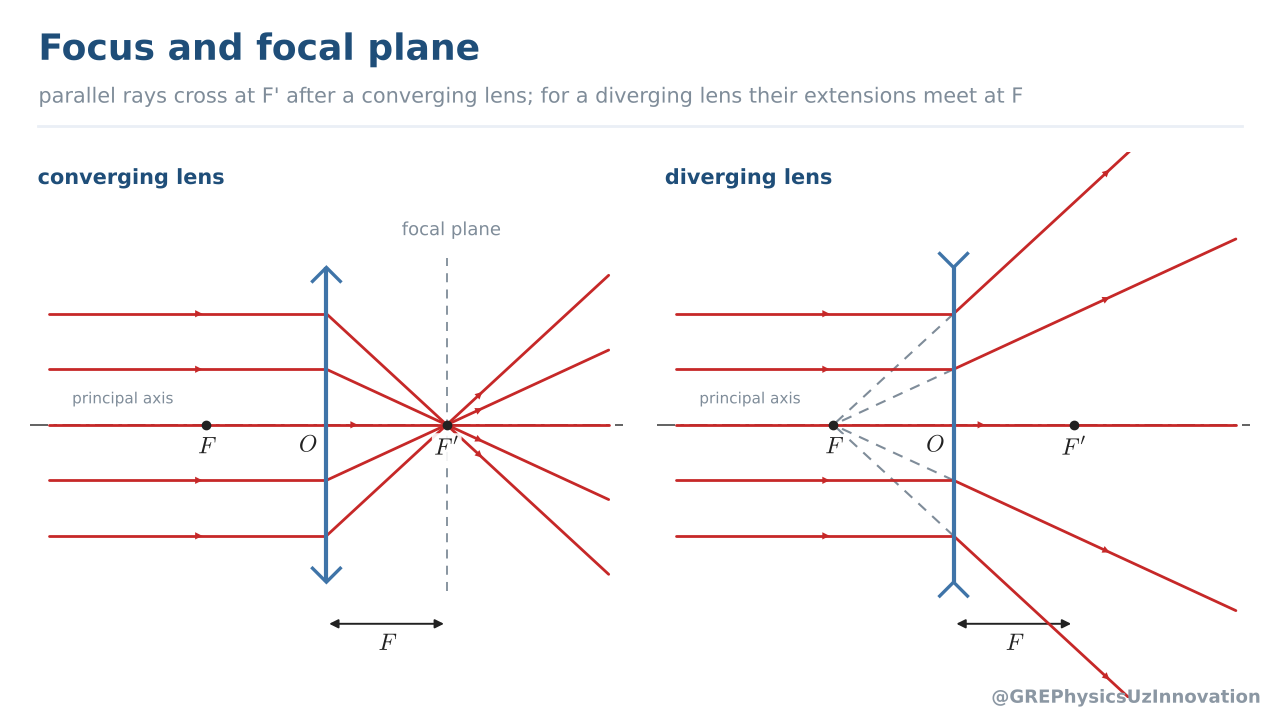 Focus and focal plane
parallel rays cross at F' after a converging lens; for a diverging lens their extensions meet at F
converging lens
diverging lens
focal plane
principal axis
principal axis
F
O
F′
F
O
F′
F
F
@GREPhysicsUzInnovation